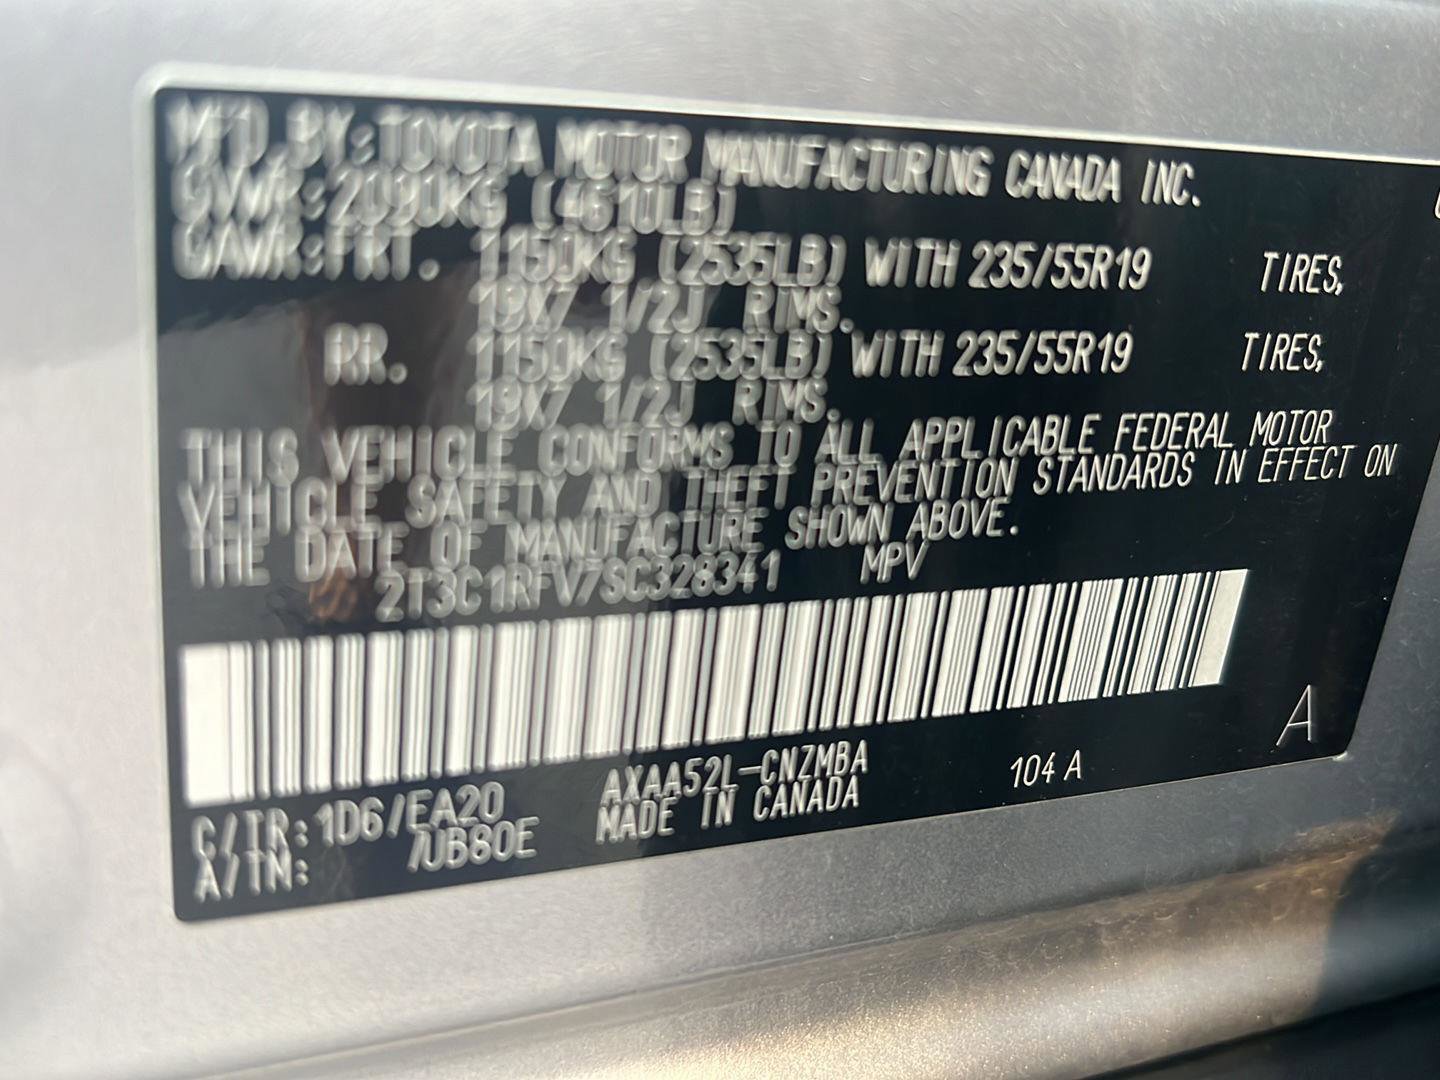 MFD.BY:TOYOTA MOTOR MANUFACTURING CANADA INC.
GVWR:2090KG (4610LB)
GAWR:FRT. 1150KG (2535LB) WITH 235/55R19 TIRES,
19X7 1/2J RIMS.
RR. 1150KG (2535LB) WITH 235/55R19 TIRES,
19X7 1/2J RIMS.
THIS VEHICLE CONFORMS TO ALL APPLICABLE FEDERAL MOTOR
VEHICLE SAFETY AND THEFT PREVENTION STANDARDS IN EFFECT ON
THE DATE OF MANUFACTURE SHOWN ABOVE.
2T3C1RFV7SC328341 MPV
C/TR:1D6/EA20 AXAA52L-CNZMBA 104 A A
A/TN: /UB80E MADE IN CANADA